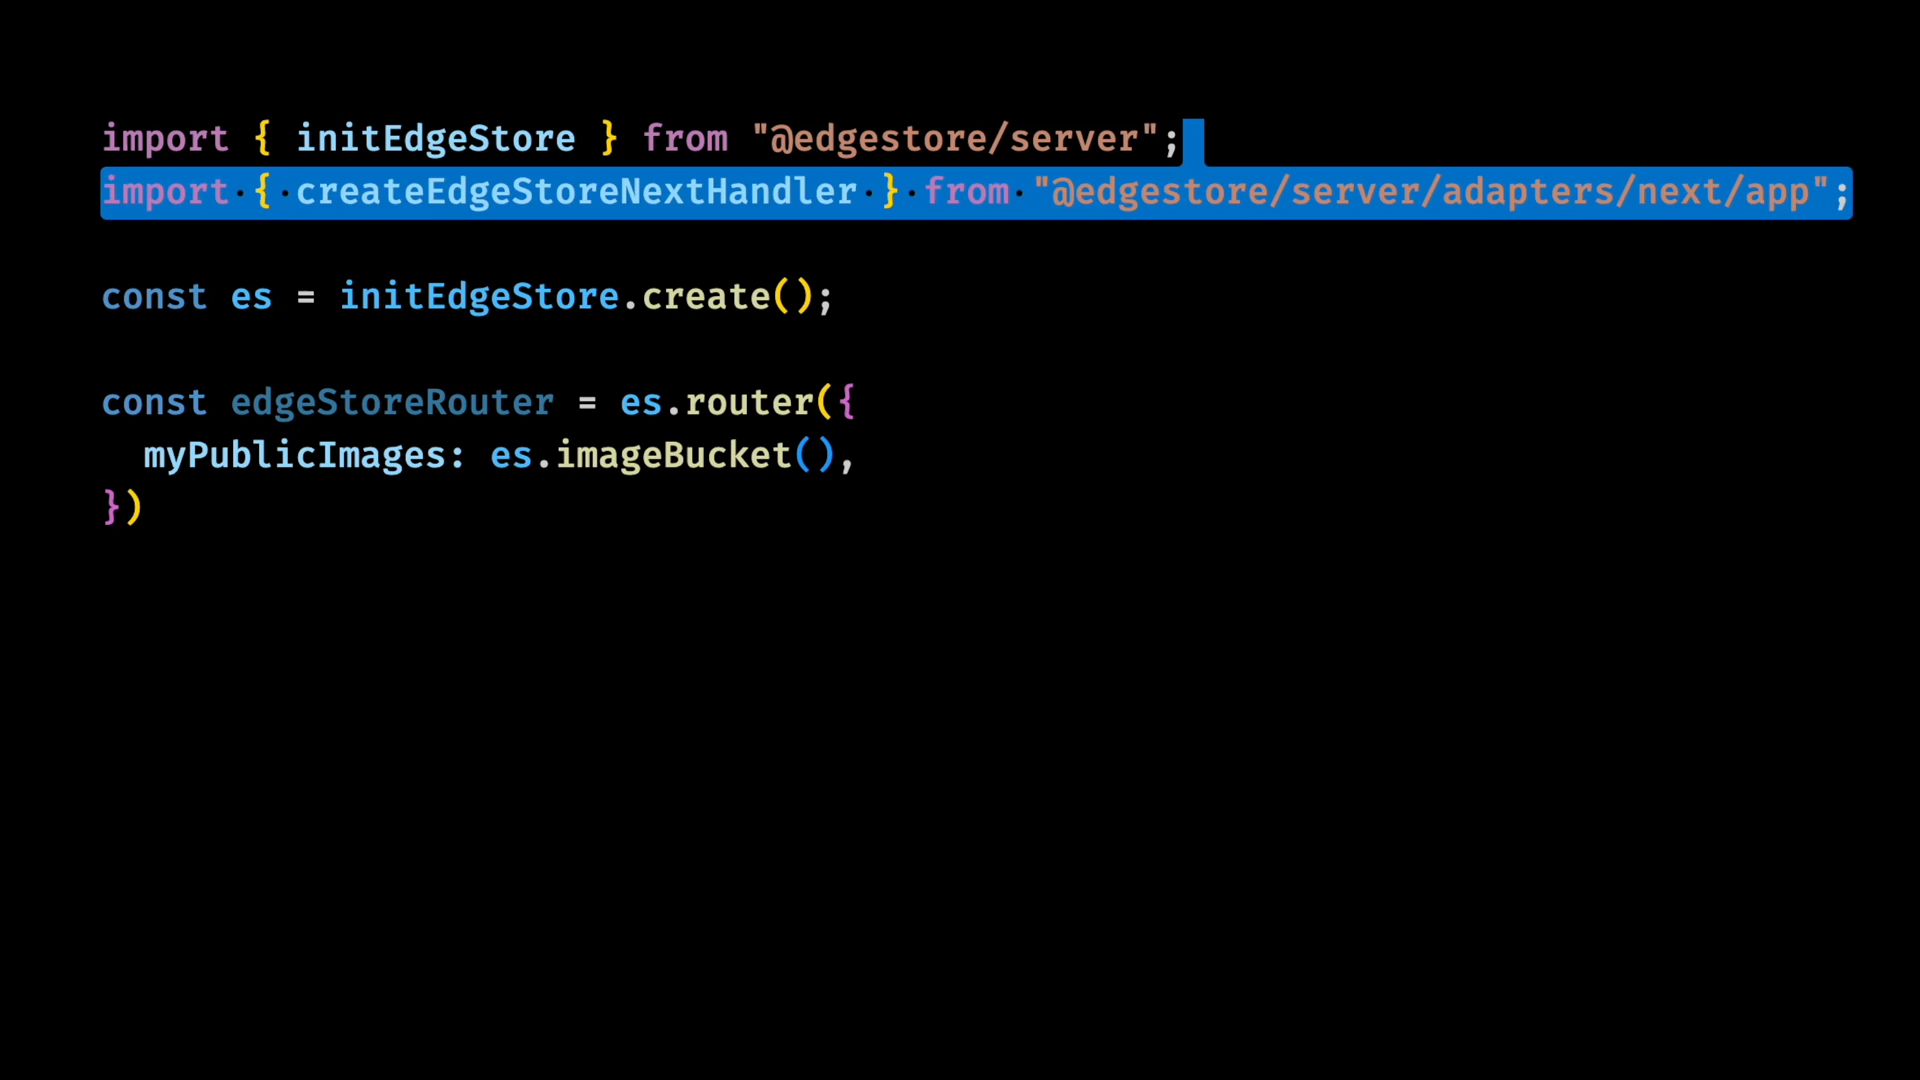 import { initEdgeStore } from "@edgestore/server";
import { createEdgeStoreNextHandler } from "@edgestore/server/adapters/next/app";
const es = initEdgeStore.create();
const edgeStoreRouter = es.router({
myPublicImages: es.imageBucket(),
})